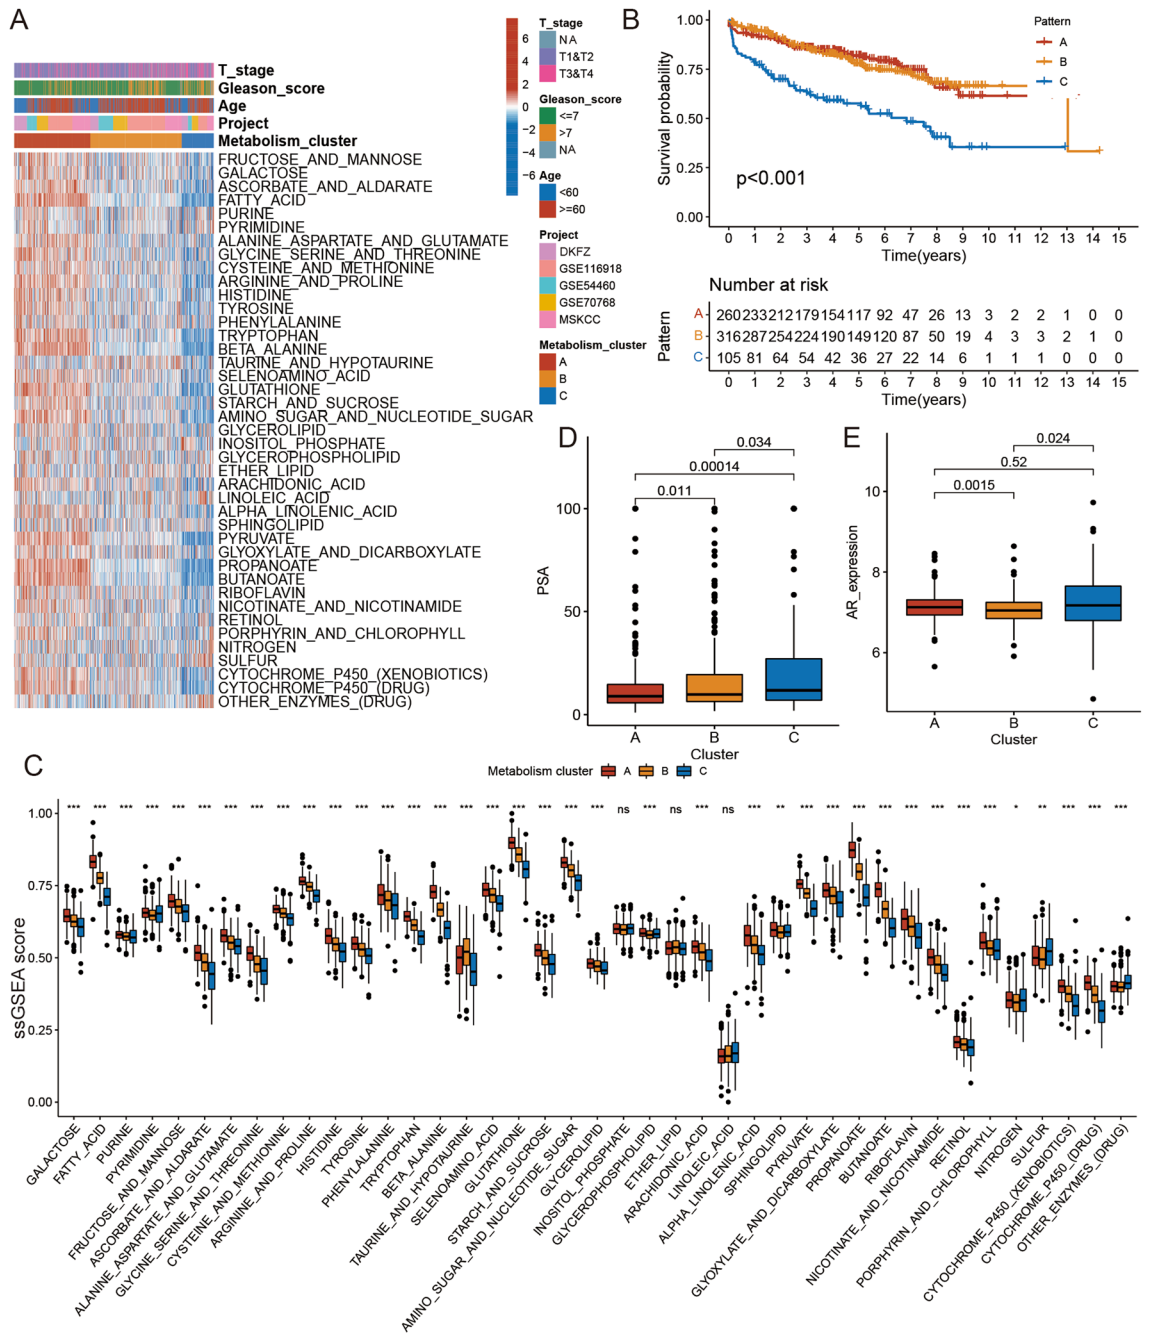 A
T_stage
Gleason_score
Age
Project
Metabolism_cluster
FRUCTOSE_AND_MANNOSE
GALACTOSE
ASCORBATE_AND_ALDARATE
FATTY_ACID
PURINE
PYRIMIDINE
ALANINE_ASPARTATE_AND_GLUTAMATE
GLYCINE_SERINE_AND_THREONINE
CYSTEINE_AND_METHIONINE
ARGININE_AND_PROLINE
HISTIDINE
TYROSINE
PHENYLALANINE
TRYPTOPHAN
BETA_ALANINE
TAURINE_AND_HYPOTAURINE
SELENOAMINO_ACID
GLUTATHIONE
STARCH_AND_SUCROSE
AMINO_SUGAR_AND_NUCLEOTIDE_SUGAR
GLYCEROLIPID
INOSITOL_PHOSPHATE
GLYCEROPHOSPHOLIPID
ETHER_LIPID
ARACHIDONIC_ACID
LINOLEIC_ACID
ALPHA_LINOLENIC_ACID
SPHINGOLIPID
PYRUVATE
GLYOXYLATE_AND_DICARBOXYLATE
PROPANOATE
BUTANOATE
RIBOFLAVIN
NICOTINATE_AND_NICOTINAMIDE
RETINOL
PORPHYRIN_AND_CHLOROPHYLL
NITROGEN
SULFUR
CYTOCHROME_P450_(XENOBIOTICS)
CYTOCHROME_P450_(DRUG)
OTHER_ENZYMES_(DRUG)
6
4
2
0
−2
−4
−6
T_stage
NA
T1&T2
T3&T4
Gleason_score
<=7
>7
NA
Age
<60
>=60
Project
DKFZ
GSE116918
GSE54460
GSE70768
MSKCC
Metabolism_cluster
A
B
C
B
Survival probability
1.00
0.75
0.50
0.25
0.00
p<0.001
Pattern
A
B
C
0 1 2 3 4 5 6 7 8 9 10 11 12 13 14 15
Time(years)
Number at risk
Pattern
A 260 233 212 179 154 117 92 47 26 13 3 2 2 1 0 0
B 316 287 254 224 190 149 120 87 50 19 4 3 3 2 1 0
C 105 81 64 54 42 36 27 22 14 6 1 1 1 0 0 0
0 1 2 3 4 5 6 7 8 9 10 11 12 13 14 15
Time(years)
D
0.034
0.00014
0.011
PSA
100
50
0
A B C
Cluster
E
0.024
0.52
0.0015
AR_expression
10
8
6
A B C
Cluster
C
Metabolism cluster A B C
*** *** *** *** *** *** *** *** *** *** *** *** *** *** *** *** *** *** *** *** *** ns *** ns *** ns *** ** *** *** *** *** *** *** *** *** * ** *** *** ***
ssGSEA score
1.00
0.75
0.50
0.25
0.00
GALACTOSE
FATTY_ACID
PURINE
PYRIMIDINE
FRUCTOSE_AND_MANNOSE
ASCORBATE_AND_ALDARATE
ALANINE_ASPARTATE_AND_GLUTAMATE
GLYCINE_SERINE_AND_THREONINE
CYSTEINE_AND_METHIONINE
ARGININE_AND_PROLINE
HISTIDINE
TYROSINE
PHENYLALANINE
TRYPTOPHAN
BETA_ALANINE
TAURINE_AND_HYPOTAURINE
SELENOAMINO_ACID
GLUTATHIONE
STARCH_AND_SUCROSE
AMINO_SUGAR_AND_NUCLEOTIDE_SUGAR
GLYCEROLIPID
INOSITOL_PHOSPHATE
GLYCEROPHOSPHOLIPID
ETHER_LIPID
ARACHIDONIC_ACID
LINOLEIC_ACID
ALPHA_LINOLENIC_ACID
SPHINGOLIPID
PYRUVATE
GLYOXYLATE_AND_DICARBOXYLATE
PROPANOATE
BUTANOATE
RIBOFLAVIN
NICOTINATE_AND_NICOTINAMIDE
RETINOL
PORPHYRIN_AND_CHLOROPHYLL
NITROGEN
SULFUR
CYTOCHROME_P450_(XENOBIOTICS)
CYTOCHROME_P450_(DRUG)
OTHER_ENZYMES_(DRUG)